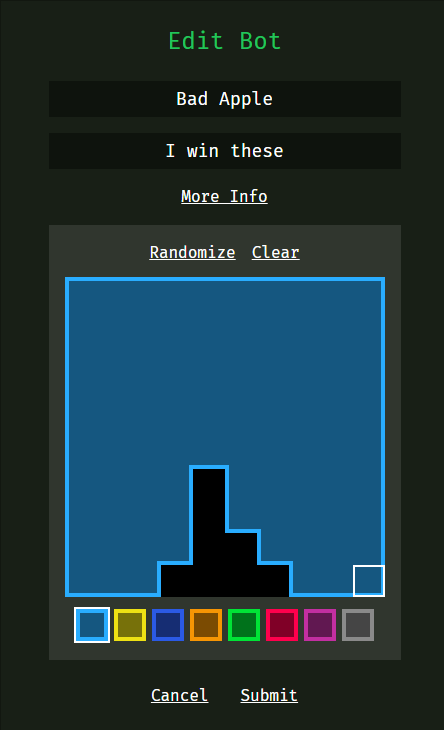 Edit Bot
Bad Apple
I win these
More Info
Randomize Clear
Cancel Submit